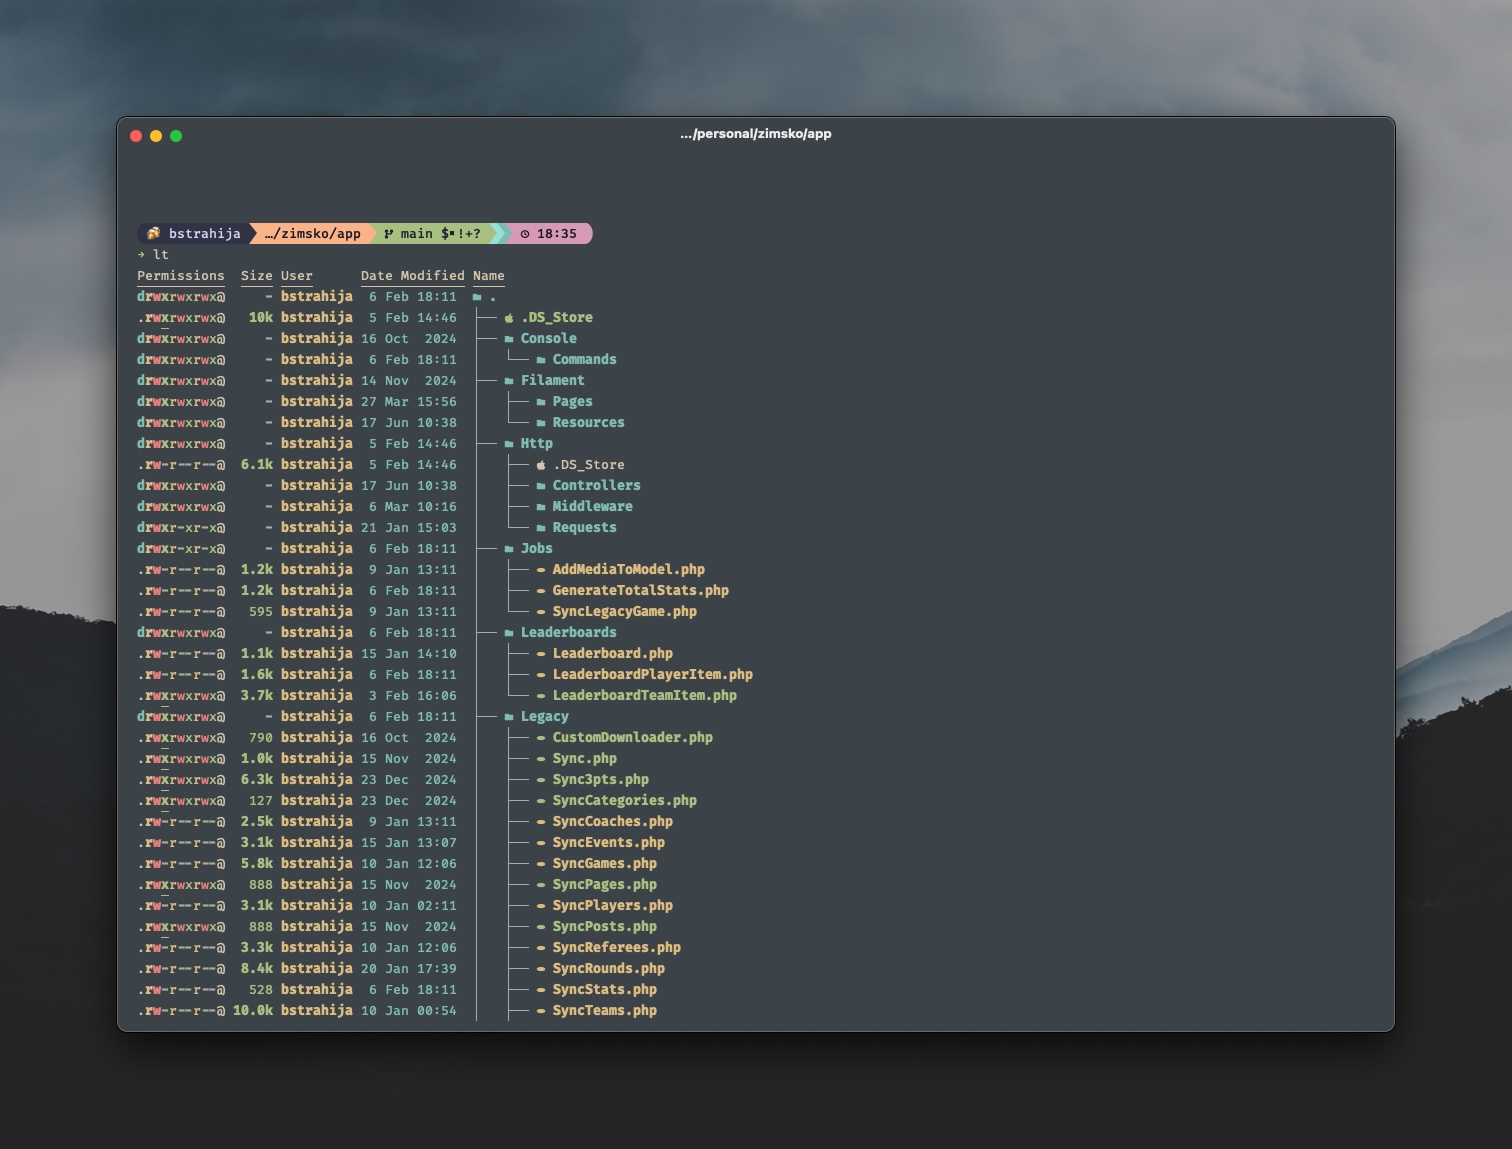 .../personal/zimsko/app
bstrahija …/zimsko/app main $!+? 18:35
➜ lt
Permissions Size User Date Modified Name
drwxrwxrwx@ - bstrahija 6 Feb 18:11 .
.rwxrwxrwx@ 10k bstrahija 5 Feb 14:46 ├── .DS_Store
drwxrwxrwx@ - bstrahija 16 Oct 2024 ├── Console
drwxrwxrwx@ - bstrahija 6 Feb 18:11 │ └── Commands
drwxrwxrwx@ - bstrahija 14 Nov 2024 ├── Filament
drwxrwxrwx@ - bstrahija 27 Mar 15:56 │ ├── Pages
drwxrwxrwx@ - bstrahija 17 Jun 10:38 │ └── Resources
drwxrwxrwx@ - bstrahija 5 Feb 14:46 ├── Http
.rw-r--r--@ 6.1k bstrahija 5 Feb 14:46 │ ├── .DS_Store
drwxrwxrwx@ - bstrahija 17 Jun 10:38 │ ├── Controllers
drwxrwxrwx@ - bstrahija 6 Mar 10:16 │ ├── Middleware
drwxr-xr-x@ - bstrahija 21 Jan 15:03 │ └── Requests
drwxr-xr-x@ - bstrahija 6 Feb 18:11 ├── Jobs
.rw-r--r--@ 1.2k bstrahija 9 Jan 13:11 │ ├── AddMediaToModel.php
.rw-r--r--@ 1.2k bstrahija 6 Feb 18:11 │ ├── GenerateTotalStats.php
.rw-r--r--@ 595 bstrahija 9 Jan 13:11 │ └── SyncLegacyGame.php
drwxrwxrwx@ - bstrahija 6 Feb 18:11 ├── Leaderboards
.rw-r--r--@ 1.1k bstrahija 15 Jan 14:10 │ ├── Leaderboard.php
.rw-r--r--@ 1.6k bstrahija 6 Feb 18:11 │ ├── LeaderboardPlayerItem.php
.rwxrwxrwx@ 3.7k bstrahija 3 Feb 16:06 │ └── LeaderboardTeamItem.php
drwxrwxrwx@ - bstrahija 6 Feb 18:11 ├── Legacy
.rwxrwxrwx@ 790 bstrahija 16 Oct 2024 │ ├── CustomDownloader.php
.rwxrwxrwx@ 1.0k bstrahija 15 Nov 2024 │ ├── Sync.php
.rwxrwxrwx@ 6.3k bstrahija 23 Dec 2024 │ ├── Sync3pts.php
.rwxrwxrwx@ 127 bstrahija 23 Dec 2024 │ ├── SyncCategories.php
.rw-r--r--@ 2.5k bstrahija 9 Jan 13:11 │ ├── SyncCoaches.php
.rw-r--r--@ 3.1k bstrahija 15 Jan 13:07 │ ├── SyncEvents.php
.rw-r--r--@ 5.8k bstrahija 10 Jan 12:06 │ ├── SyncGames.php
.rwxrwxrwx@ 888 bstrahija 15 Nov 2024 │ ├── SyncPages.php
.rw-r--r--@ 3.1k bstrahija 10 Jan 02:11 │ ├── SyncPlayers.php
.rwxrwxrwx@ 888 bstrahija 15 Nov 2024 │ ├── SyncPosts.php
.rw-r--r--@ 3.3k bstrahija 10 Jan 12:06 │ ├── SyncReferees.php
.rw-r--r--@ 8.4k bstrahija 20 Jan 17:39 │ ├── SyncRounds.php
.rw-r--r--@ 528 bstrahija 6 Feb 18:11 │ ├── SyncStats.php
.rw-r--r--@ 10.0k bstrahija 10 Jan 00:54 │ ├── SyncTeams.php